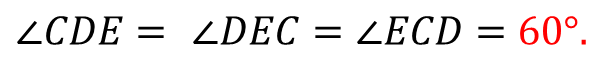 ∠CDE = ∠DEC = ∠ECD = 60°.